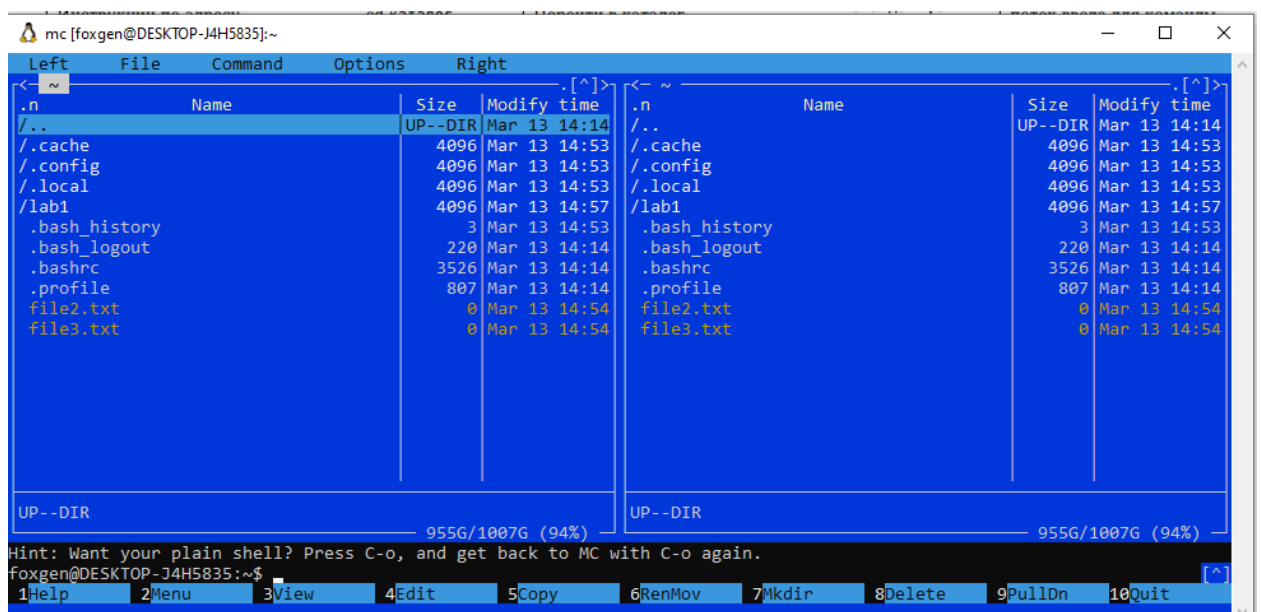 mc [foxgen@DESKTOP-J4H5835]:~
Left File Command Options Right
<— ~ .[^]> <— ~ .[^]>
.n Name Size Modify time .n Name Size Modify time
/.. UP--DIR Mar 13 14:14 /.. UP--DIR Mar 13 14:14
/.cache 4096 Mar 13 14:53 /.cache 4096 Mar 13 14:53
/.config 4096 Mar 13 14:53 /.config 4096 Mar 13 14:53
/.local 4096 Mar 13 14:53 /.local 4096 Mar 13 14:53
/lab1 4096 Mar 13 14:57 /lab1 4096 Mar 13 14:57
.bash_history 3 Mar 13 14:53 .bash_history 3 Mar 13 14:53
.bash_logout 220 Mar 13 14:14 .bash_logout 220 Mar 13 14:14
.bashrc 3526 Mar 13 14:14 .bashrc 3526 Mar 13 14:14
.profile 807 Mar 13 14:14 .profile 807 Mar 13 14:14
file2.txt 0 Mar 13 14:54 file2.txt 0 Mar 13 14:54
file3.txt 0 Mar 13 14:54 file3.txt 0 Mar 13 14:54
UP--DIR UP--DIR
955G/1007G (94%) 955G/1007G (94%)
Hint: Want your plain shell? Press C-o, and get back to MC with C-o again.
foxgen@DESKTOP-J4H5835:~$ [^]
1Help 2Menu 3View 4Edit 5Copy 6RenMov 7Mkdir 8Delete 9PullDn 10Quit